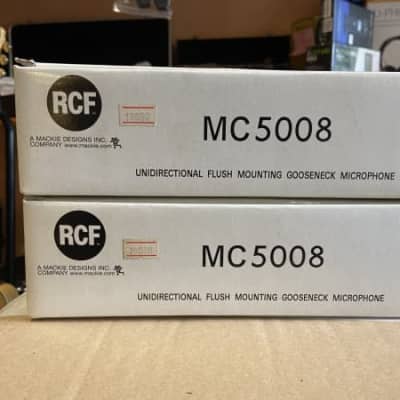 RCF
A MACKIE DESIGNS INC.
COMPANY www.mackie.com
MC5008
UNIDIRECTIONAL FLUSH MOUNTING GOOSENECK MICROPHONE
RCF
A MACKIE DESIGNS INC.
COMPANY www.mackie.com
MC5008
UNIDIRECTIONAL FLUSH MOUNTING GOOSENECK MICROPHONE